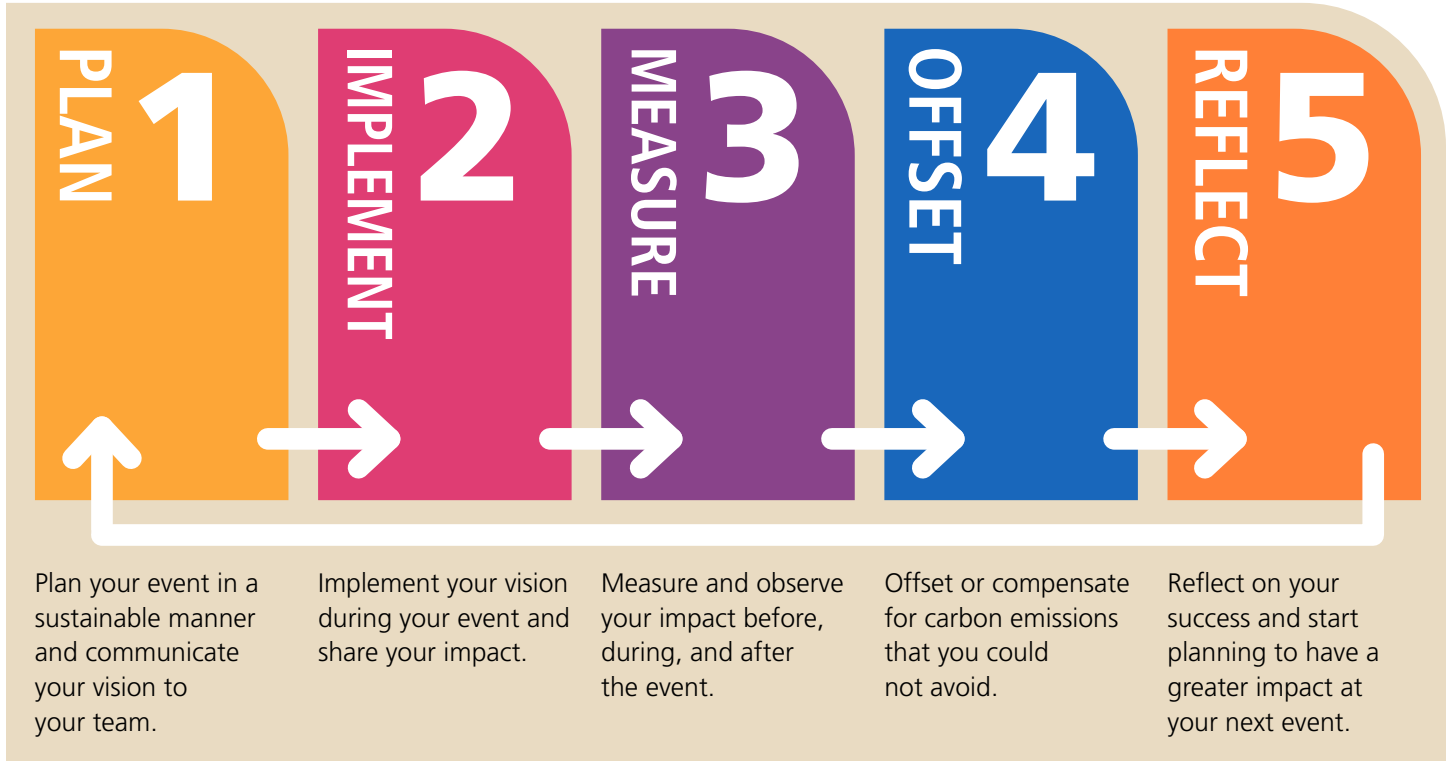 PLAN
1
IMPLEMENT
2
MEASURE
3
OFFSET
4
REFLECT
5
Plan your event in a
sustainable manner
and communicate
your vision to
your team.
Implement your vision
during your event and
share your impact.
Measure and observe
your impact before,
during, and after
the event.
Offset or compensate
for carbon emissions
that you could
not avoid.
Reflect on your
success and start
planning to have a
greater impact at
your next event.